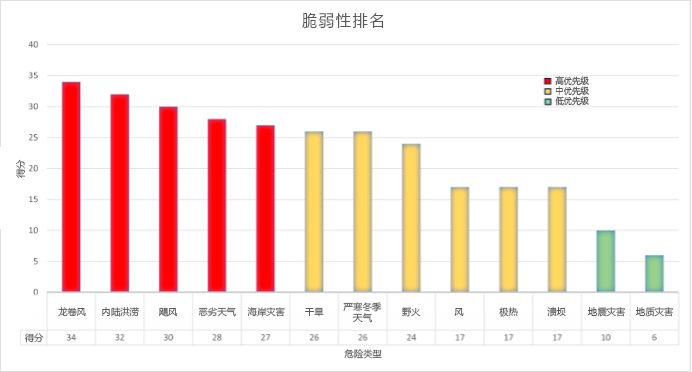 脆弱性排名
40
35
30
25
20
15
10
5
0
得分
高优先级
中优先级
低优先级
龙卷风 内陆洪涝 飓风 恶劣天气 海岸灾害 干旱 严寒冬季 野火 风 极热 溃坝 地震灾害 地质灾害
天气
得分 34 32 30 28 27 26 26 24 17 17 17 10 6
危险类型